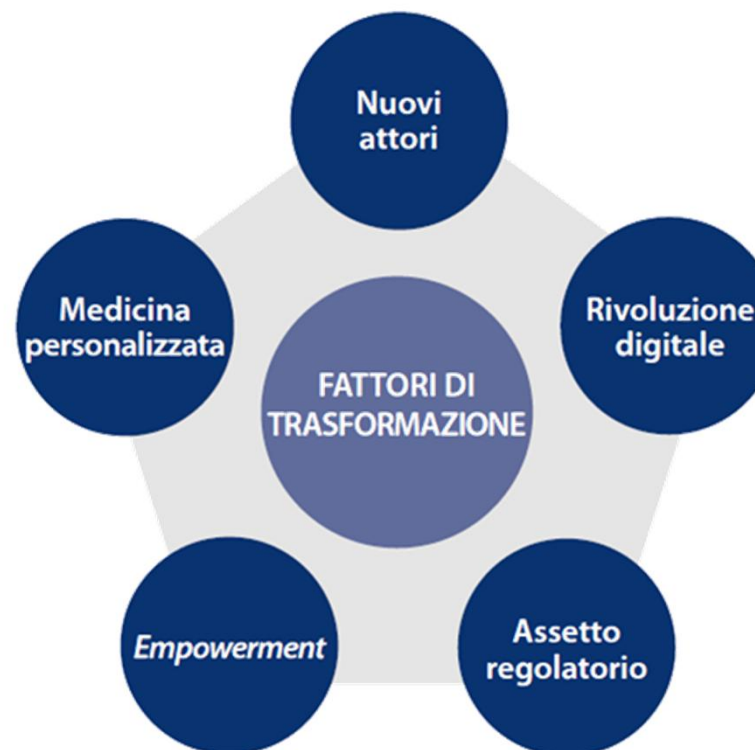 Nuovi
attori
Medicina
personalizzata
Rivoluzione
digitale
FATTORI DI
TRASFORMAZIONE
Empowerment
Assetto
regolatorio